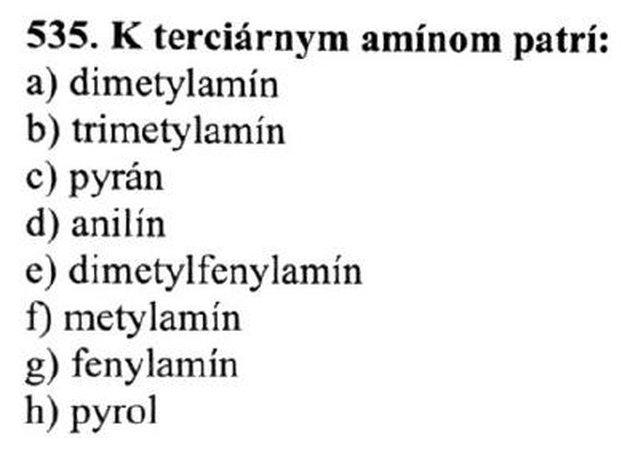 535. K terciárnym amínom patrí:
a) dimetylamín
b) trimetylamín
c) pyrán
d) anilín
e) dimetylfenylamín
f) metylamín
g) fenylamín
h) pyrol